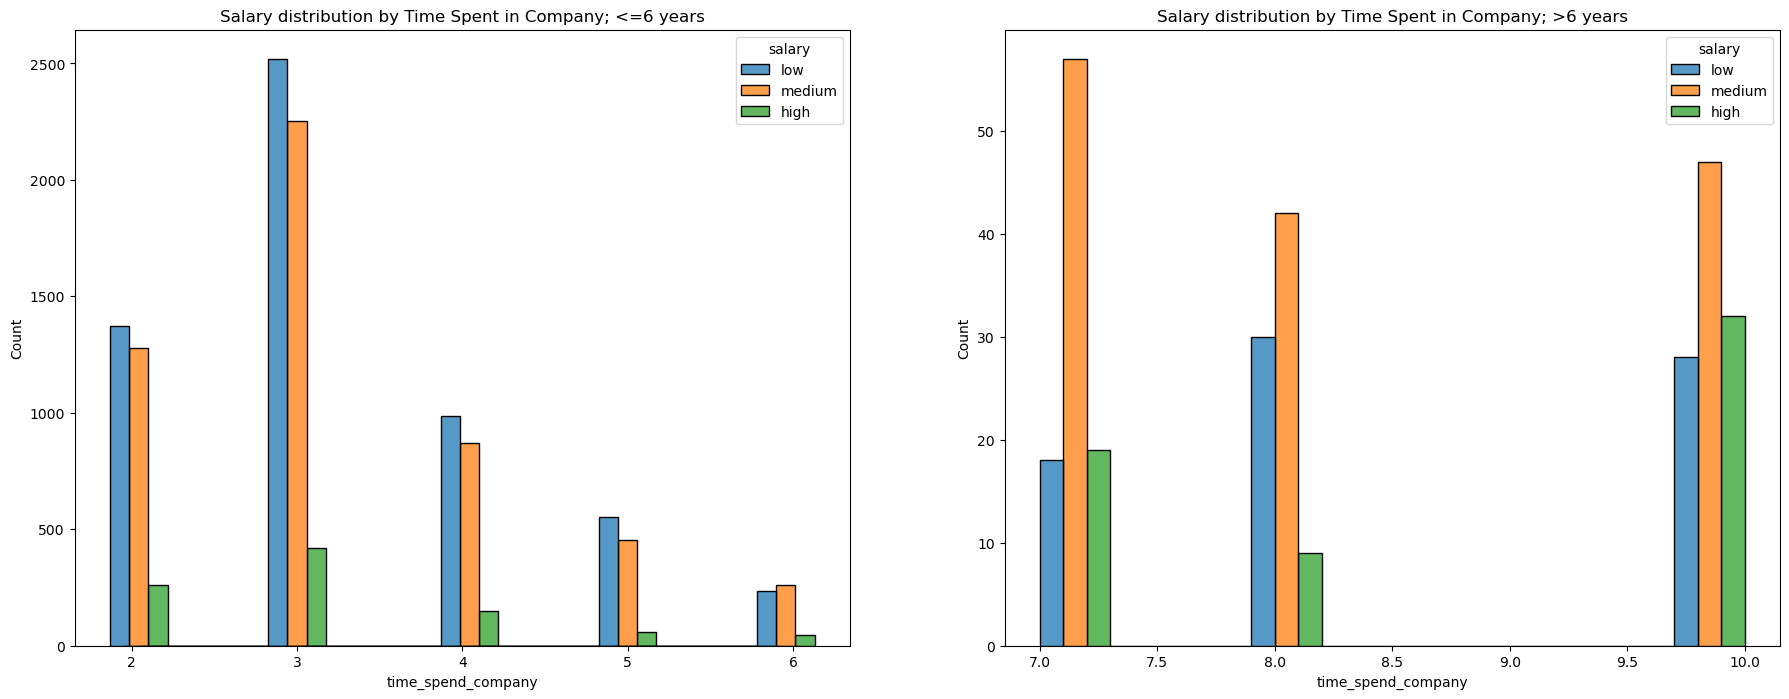 Salary distribution by Time Spent in Company; <=6 years
salary
low
medium
high
2500
2000
1500
1000
500
0
Count
2 3 4 5 6
time_spend_company
Salary distribution by Time Spent in Company; >6 years
salary
low
medium
high
50
40
30
20
10
0
Count
7.0 7.5 8.0 8.5 9.0 9.5 10.0
time_spend_company